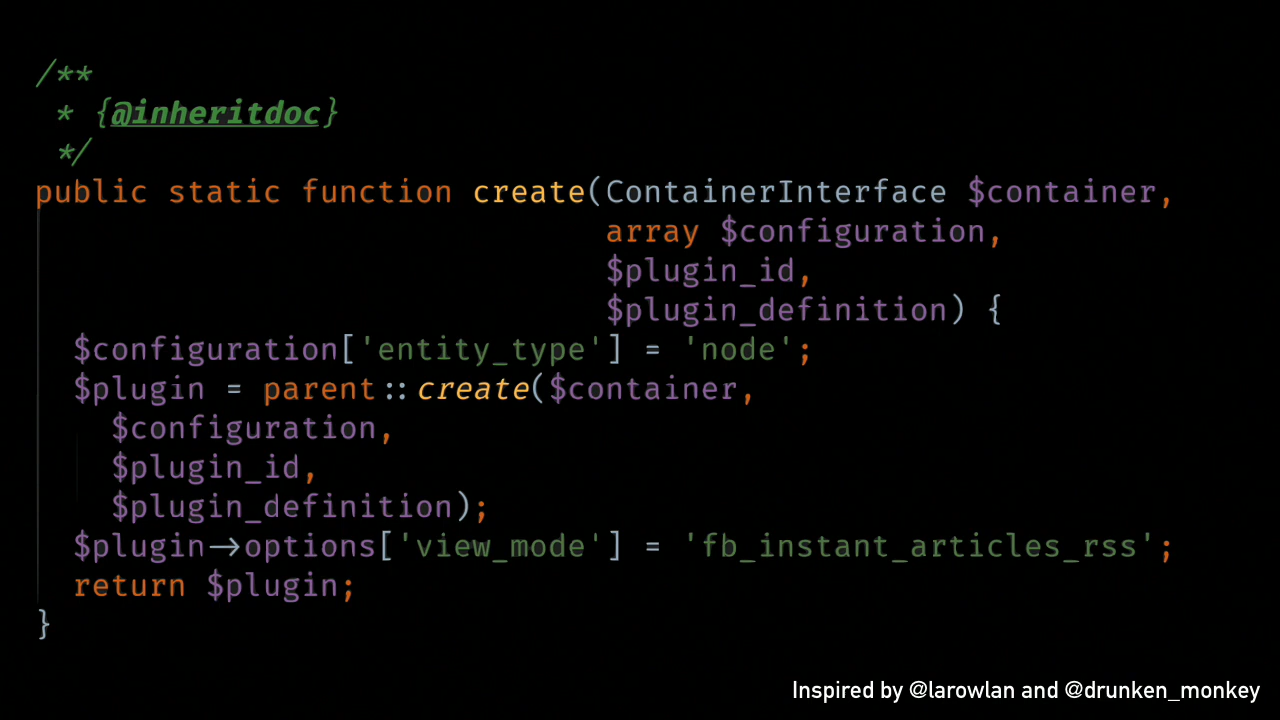 /**
 * {@inheritdoc}
 */
public static function create(ContainerInterface $container,
                              array $configuration,
                              $plugin_id,
                              $plugin_definition) {
  $configuration['entity_type'] = 'node';
  $plugin = parent::create($container,
    $configuration,
    $plugin_id,
    $plugin_definition);
  $plugin->options['view_mode'] = 'fb_instant_articles_rss';
  return $plugin;
}
Inspired by @larowlan and @drunken_monkey